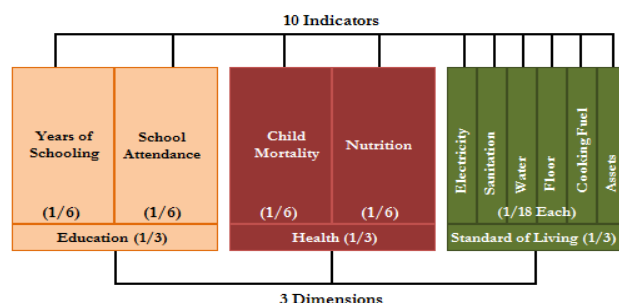 10 Indicators
Years of
Schooling
(1/6)
School
Attendance
(1/6)
Education (1/3)
Child
Mortality
(1/6)
Nutrition
(1/6)
Health (1/3)
Electricity
Sanitation
Water
Floor
Cooking Fuel
Assets
(1/18 Each)
Standard of Living (1/3)
3 Dimensions